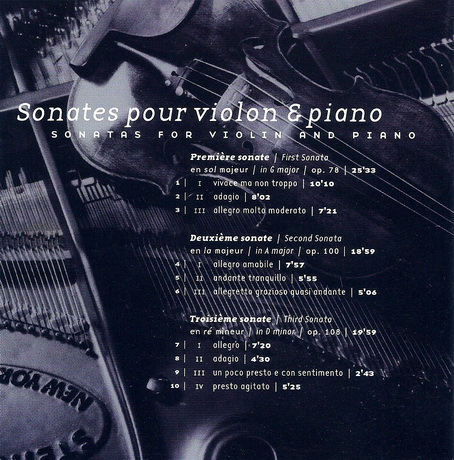 Sonates pour violon & piano
SONATAS FOR VIOLIN AND PIANO
Première sonate | First Sonata
en sol majeur | in G major | op. 78 | 25'33
1 | I vivace ma non troppo | 10'10
2 | II adagio | 8'02
3 | III allegro molto moderato | 7'21
Deuxième sonate | Second Sonata
en la majeur | in A major | op. 100 | 18'59
4 | I allegro amabile | 7'57
5 | II andante tranquillo | 5'55
6 | III allegretto grazioso quasi andante | 5'06
Troisième sonate | Third Sonata
en ré mineur | in D minor | op. 108 | 19'59
7 | I allegro | 7'20
8 | II adagio | 4'30
9 | III un poco presto e con sentimento | 2'43
10 | IV presto agitato | 5'25
NEW YOR
STE